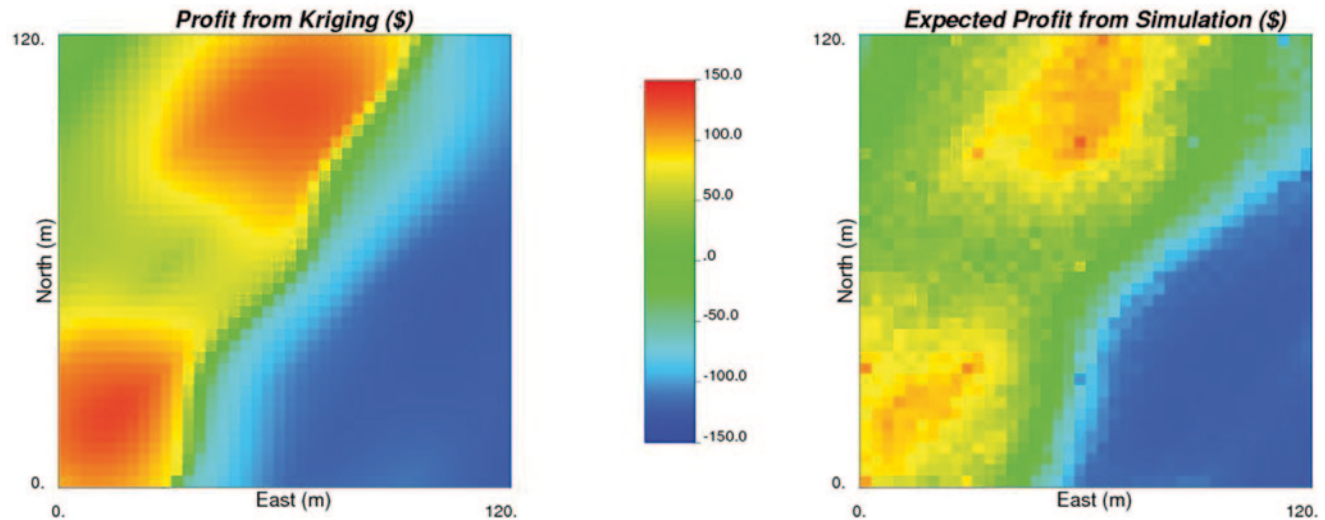 Profit from Kriging ($)
120.
North (m)
0.
0.
East (m)
120.
150.0
100.0
50.0
.0
-50.0
-100.0
-150.0
Expected Profit from Simulation ($)
120.
North (m)
0.
0.
East (m)
120.